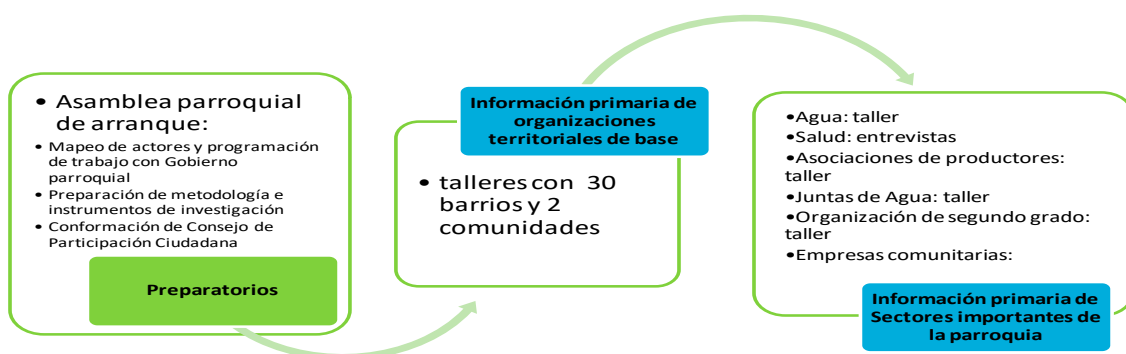 • Asamblea parroquial
de arranque:
• Mapeo de actores y programación
de trabajo con Gobierno
parroquial
• Preparación de metodología e
instrumentos de investigación
• Conformación de Consejo de
Participación Ciudadana
Preparatorios
Información primaria de
organizaciones
territoriales de base
• talleres con 30
barrios y 2
comunidades
•Agua: taller
•Salud: entrevistas
•Asociaciones de productores:
taller
•Juntas de Agua: taller
•Organización de segundo grado:
taller
•Empresas comunitarias:
Información primaria de
Sectores importantes de
la parroquia